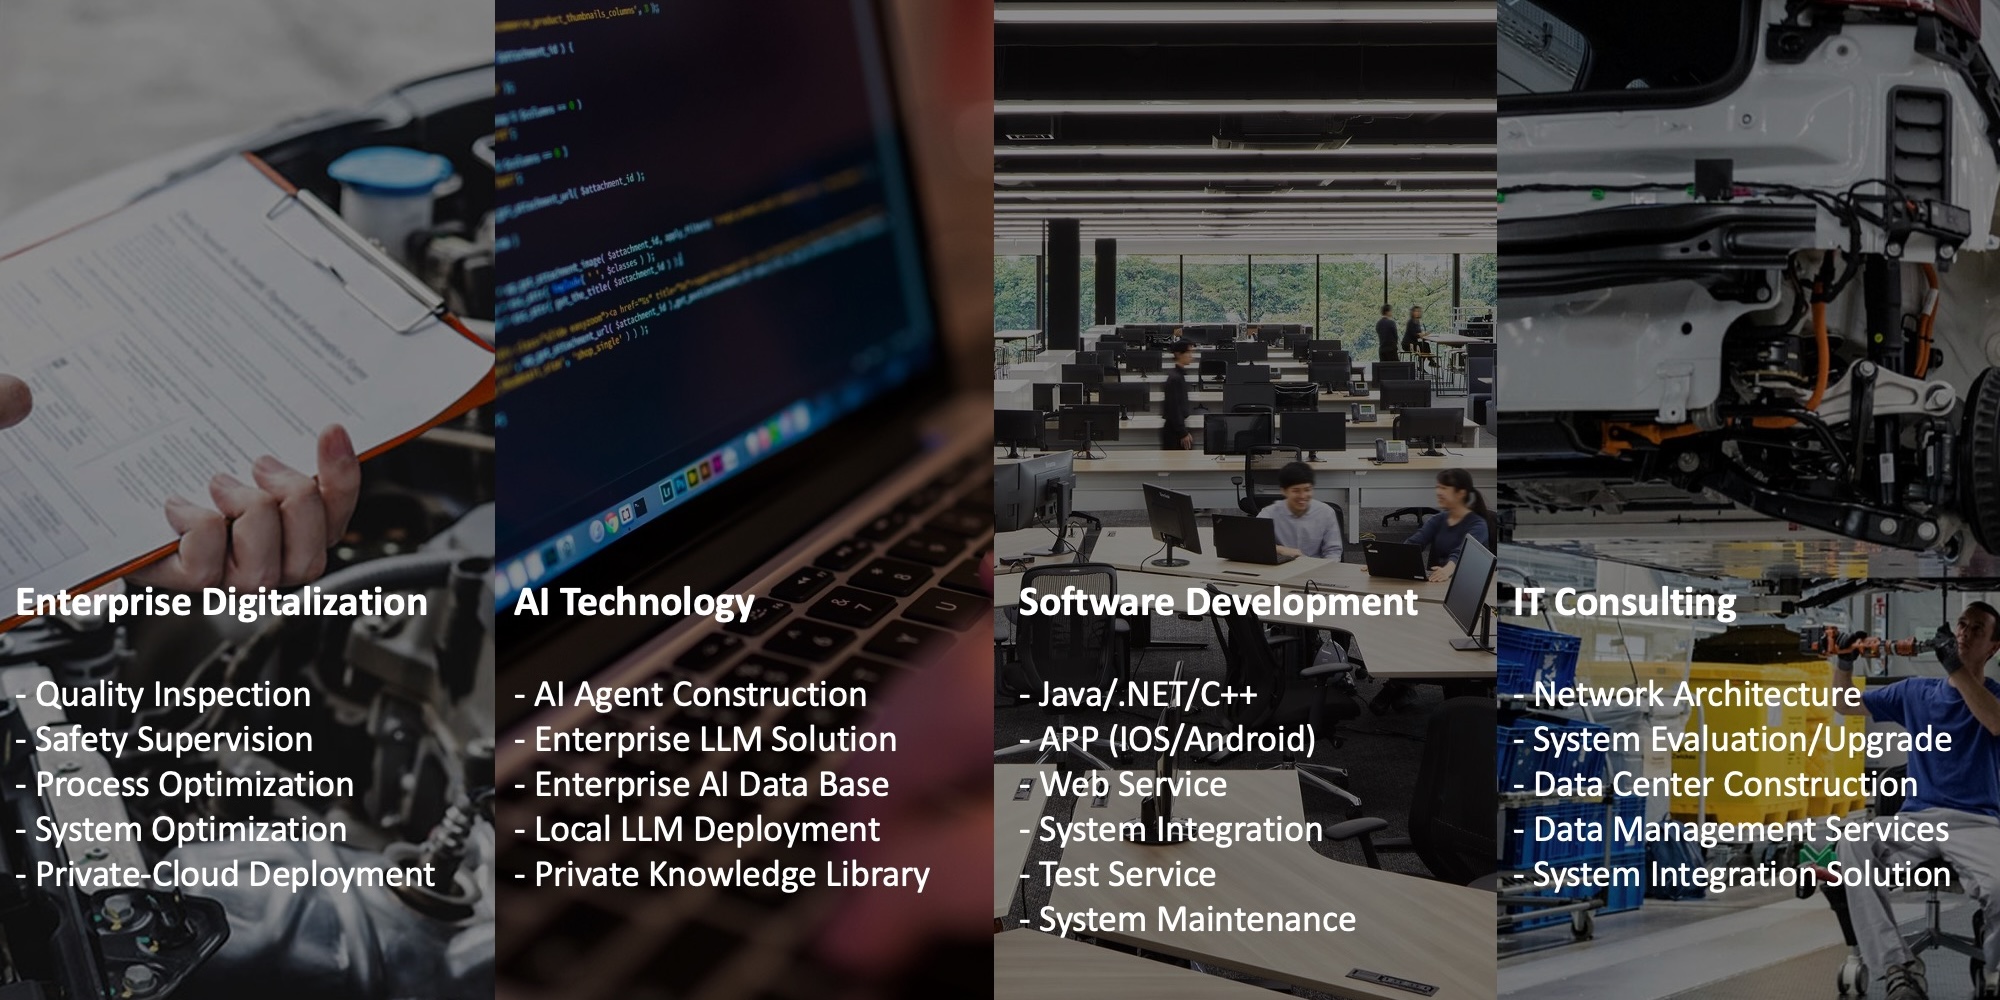 Enterprise Digitalization
- Quality Inspection
- Safety Supervision
- Process Optimization
- System Optimization
- Private-Cloud Deployment
AI Technology
- AI Agent Construction
- Enterprise LLM Solution
- Enterprise AI Data Base
- Local LLM Deployment
- Private Knowledge Library
Software Development
- Java/.NET/C++
- APP (IOS/Android)
- Web Service
- System Integration
- Test Service
- System Maintenance
IT Consulting
- Network Architecture
- System Evaluation/Upgrade
- Data Center Construction
- Data Management Services
- System Integration Solution